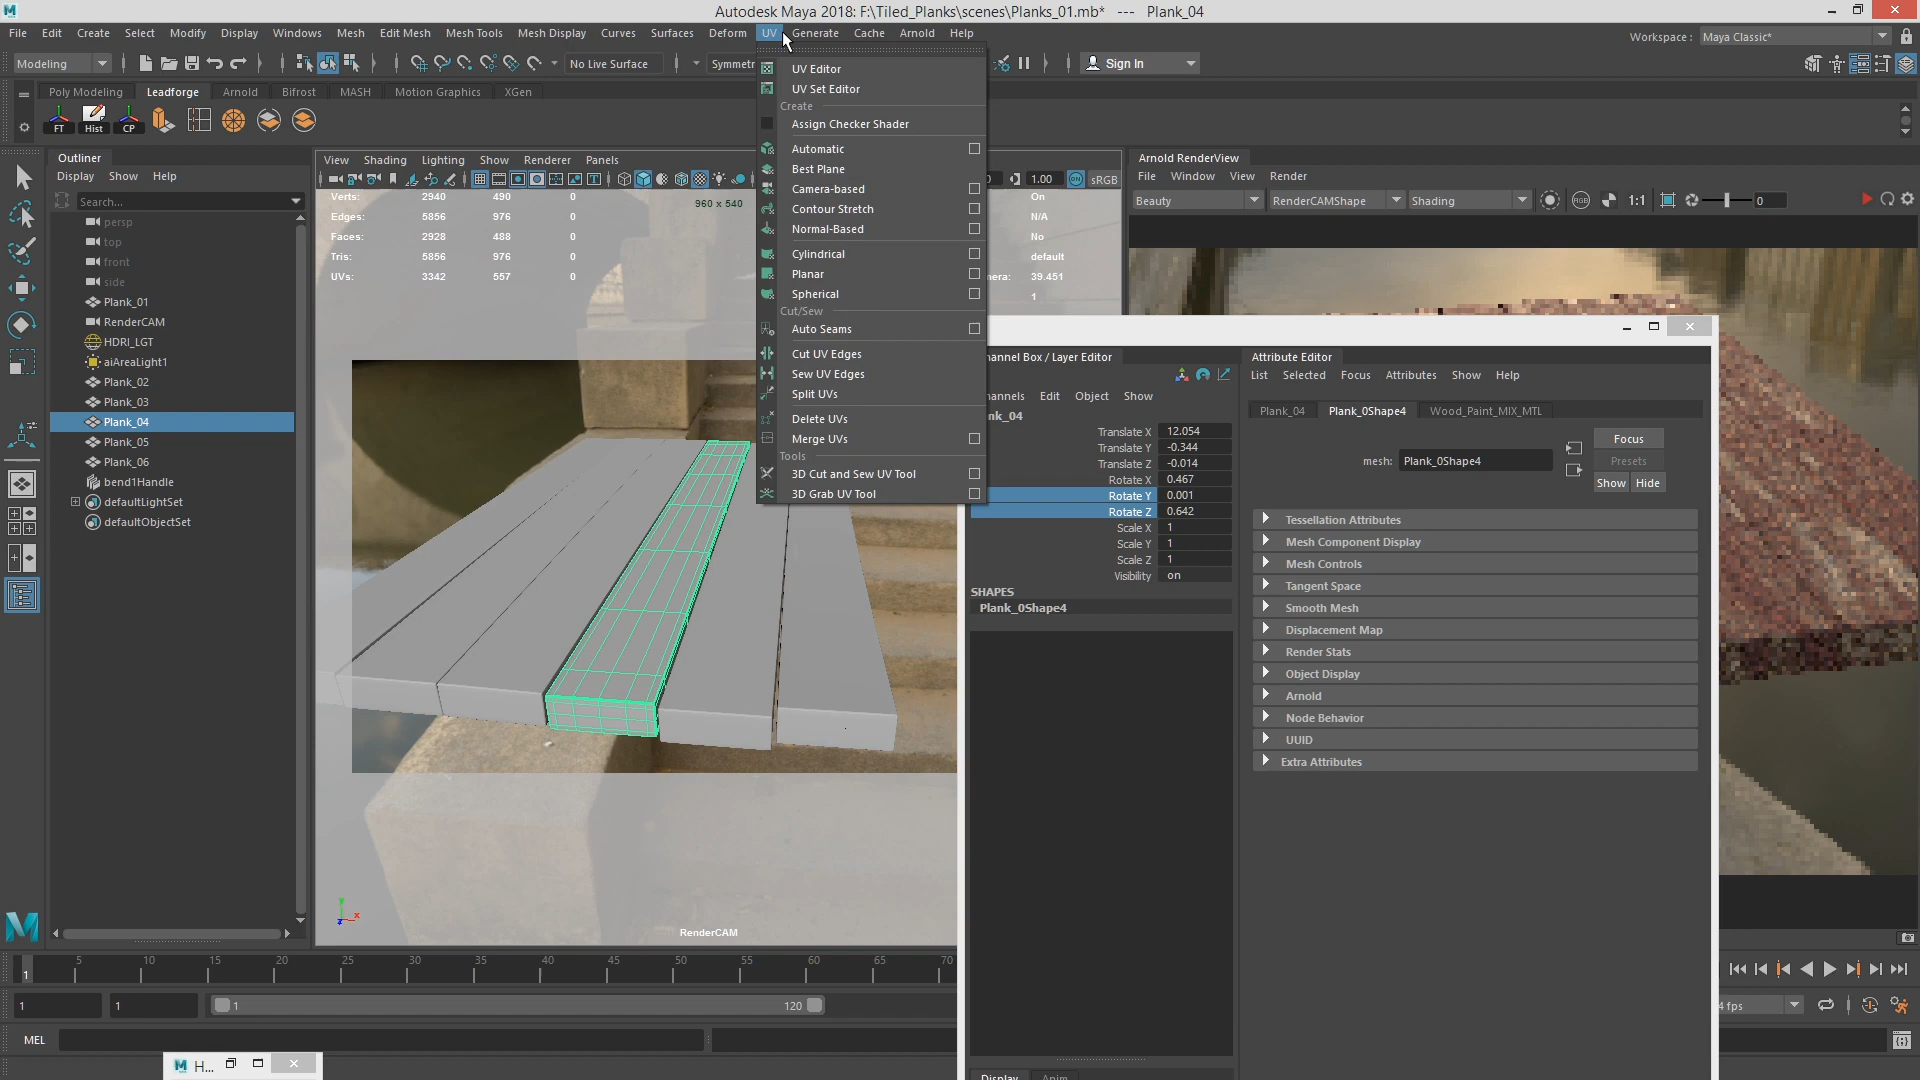 Autodesk Maya 2018: F:\Tiled_Planks\scenes\Planks_01.mb* --- Plank_04
File Edit Create Select Modify Display Windows Mesh Edit Mesh Mesh Tools Mesh Display Curves Surfaces Deform UV Generate Cache Arnold Help
Workspace : Maya Classic*
Modeling No Live Surface Symmetr Sign In
Poly Modeling Leadforge Arnold Bifrost MASH Motion Graphics XGen
FT Hist CP
Outliner
Display Show Help
Search...
persp
top
front
side
Plank_01
RenderCAM
HDRI_LGT
aiAreaLight1
Plank_02
Plank_03
Plank_04
Plank_05
Plank_06
bend1Handle
defaultLightSet
defaultObjectSet
View Shading Lighting Show Renderer Panels
1.00 sRGB
Verts: 2940 490 0
Edges: 5856 976 0
Faces: 2928 488 0
Tris: 5856 976 0
UVs: 3342 557 0
960 x 540
On
N/A
No
default
mera: 39.451
1
RenderCAM
UV Editor
UV Set Editor
Create
Assign Checker Shader
Automatic
Best Plane
Camera-based
Contour Stretch
Normal-Based
Cylindrical
Planar
Spherical
Cut/Sew
Auto Seams
Cut UV Edges
Sew UV Edges
Split UVs
Delete UVs
Merge UVs
Tools
3D Cut and Sew UV Tool
3D Grab UV Tool
Arnold RenderView
File Window View Render
Beauty RenderCAMShape Shading RGB 1:1 0
hannel Box / Layer Editor
annels Edit Object Show
nk_04
Translate X 12.054
Translate Y -0.344
Translate Z -0.014
Rotate X 0.467
Rotate Y 0.001
Rotate Z 0.642
Scale X 1
Scale Y 1
Scale Z 1
Visibility on
SHAPES
Plank_0Shape4
Display Anim
Attribute Editor
List Selected Focus Attributes Show Help
Plank_04 Plank_0Shape4 Wood_Paint_MIX_MTL
mesh: Plank_0Shape4
Focus
Presets
Show Hide
Tessellation Attributes
Mesh Component Display
Mesh Controls
Tangent Space
Smooth Mesh
Displacement Map
Render Stats
Object Display
Arnold
Node Behavior
UUID
Extra Attributes
1 5 10 15 20 25 30 35 40 45 50 55 60 65 70
1 1 1 120 4 fps
MEL
H...